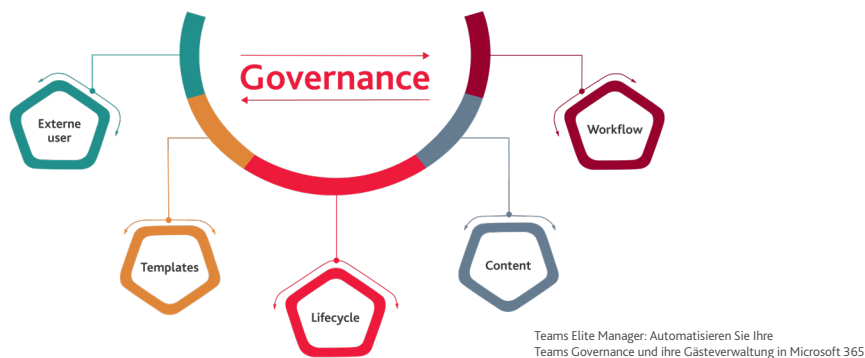 Governance
Externe
user
Workflow
Templates
Content
Lifecycle
Teams Elite Manager: Automatisieren Sie Ihre
Teams Governance und ihre Gästeverwaltung in Microsoft 365